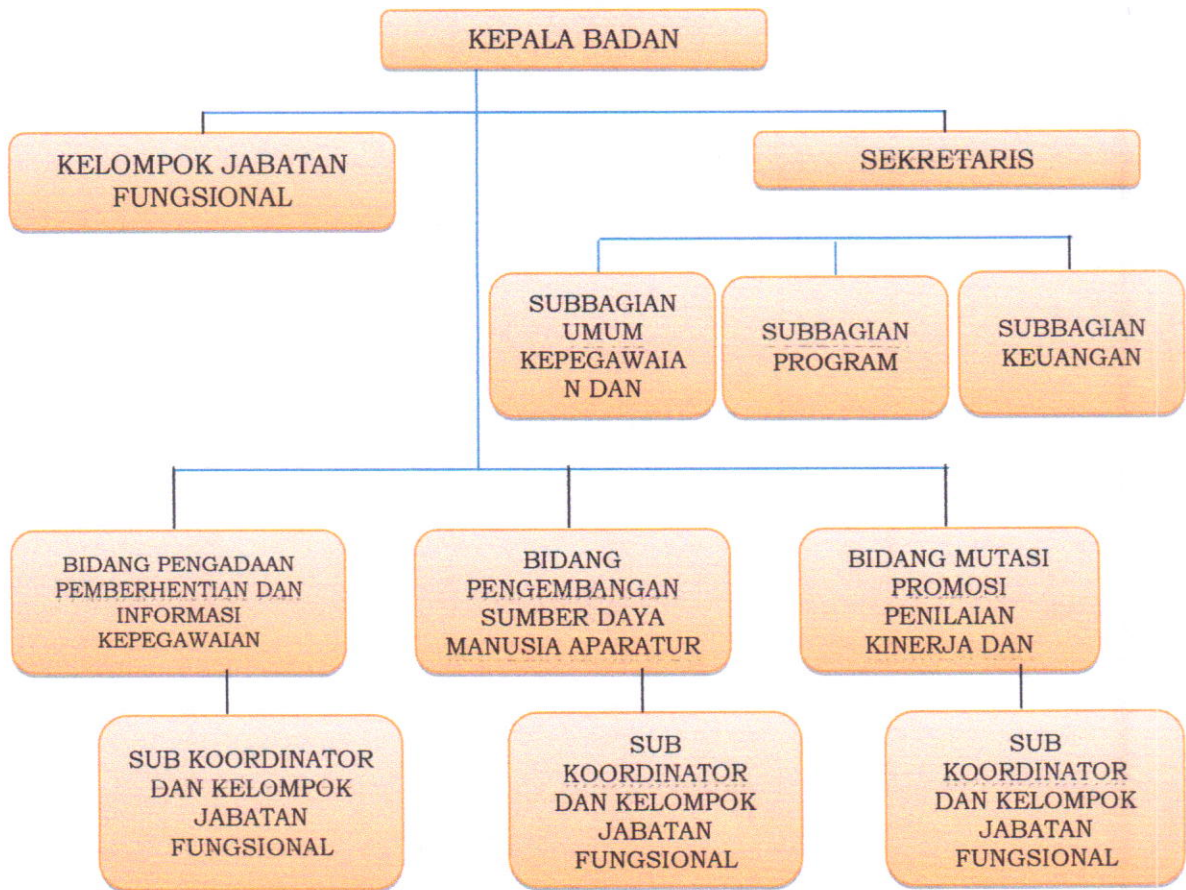 KEPALA BADAN
KELOMPOK JABATAN
FUNGSIONAL
SEKRETARIS
SUBBAGIAN
UMUM
KEPEGAWAIA
N DAN
SUBBAGIAN
PROGRAM
SUBBAGIAN
KEUANGAN
BIDANG PENGADAAN
PEMBERHENTIAN DAN
INFORMASI
KEPEGAWAIAN
BIDANG
PENGEMBANGAN
SUMBER DAYA
MANUSIA APARATUR
BIDANG MUTASI
PROMOSI
PENILAIAN
KINERJA DAN
SUB KOORDINATOR
DAN KELOMPOK
JABATAN
FUNGSIONAL
SUB
KOORDINATOR
DAN KELOMPOK
JABATAN
FUNGSIONAL
SUB
KOORDINATOR
DAN KELOMPOK
JABATAN
FUNGSIONAL